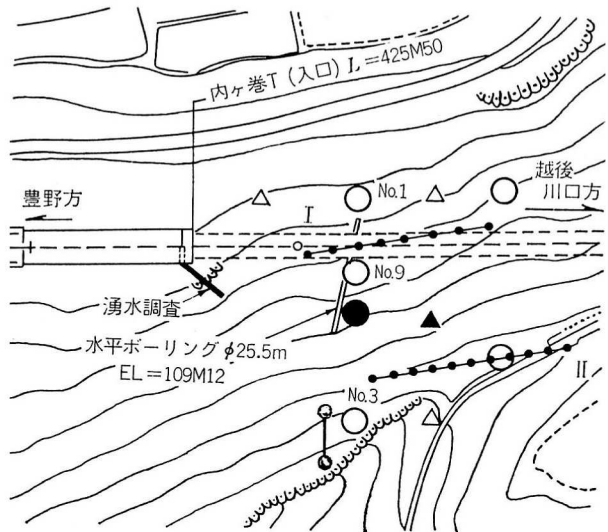 内ヶ巻T(入口)L=425M50
豊野方
越後
川口方
No.1
I
No.9
湧水調査
水平ボーリングφ25.5m
EL=109M12
No.3
II